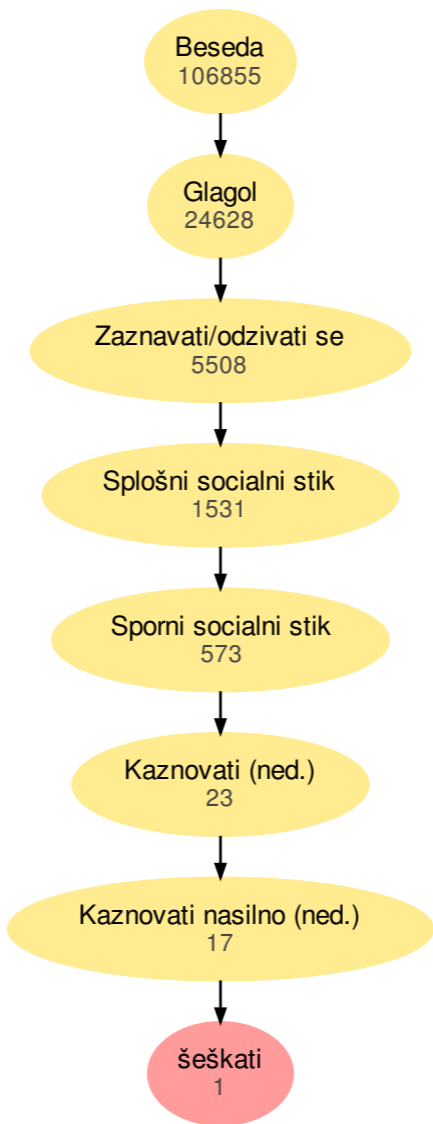 Beseda
106855
Glagol
24628
Zaznavati/odzivati se
5508
Splošni socialni stik
1531
Sporni socialni stik
573
Kaznovati (ned.)
23
Kaznovati nasilno (ned.)
17
šeškati
1